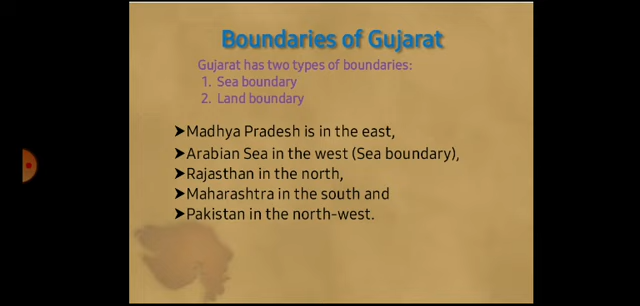 Boundaries of Gujarat
Gujarat has two types of boundaries:
1. Sea boundary
2. Land boundary
➤Madhya Pradesh is in the east,
➤Arabian Sea in the west (Sea boundary),
➤Rajasthan in the north,
➤Maharashtra in the south and
➤Pakistan in the north-west.